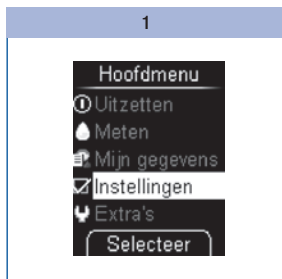 1
Hoofdmenu
Uitzetten
Meten
Mijn gegevens
Instellingen
Extra's
Selecteer